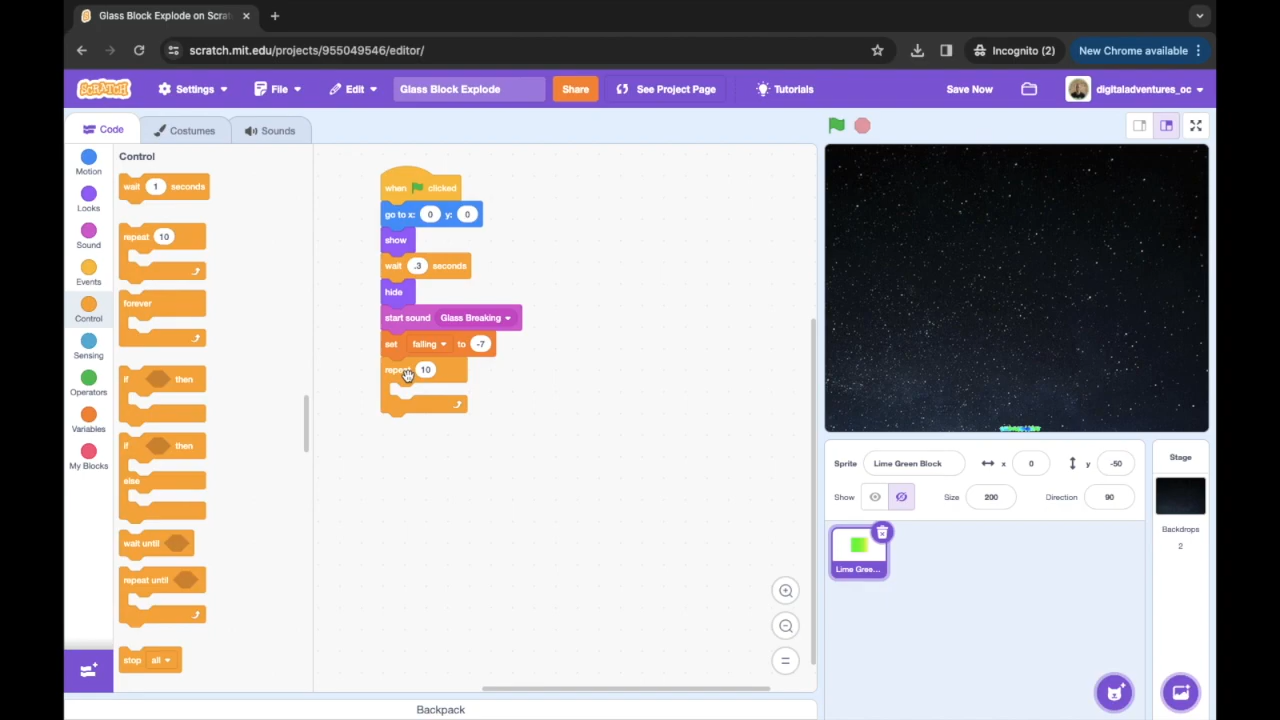 Glass Block Explode on Scra
scratch.mit.edu/projects/955049546/editor/
Incognito (2)
New Chrome available
SCRATCH
Settings
File
Edit
Glass Block Explode
Share
See Project Page
Tutorials
Save Now
digitaladventures_oc
Code
Costumes
Sounds
Motion
Looks
Sound
Events
Control
Sensing
Operators
Variables
My Blocks
Control
wait 1 seconds
repeat 10
forever
if then
if then
else
wait until
repeat until
stop all
when clicked
go to x: 0 y: 0
show
wait .3 seconds
hide
start sound Glass Breaking
set falling to -7
repeat 10
Backpack
Sprite Lime Green Block x 0 y -50
Show Size 200 Direction 90
Lime Gree...
Stage
Backdrops
2